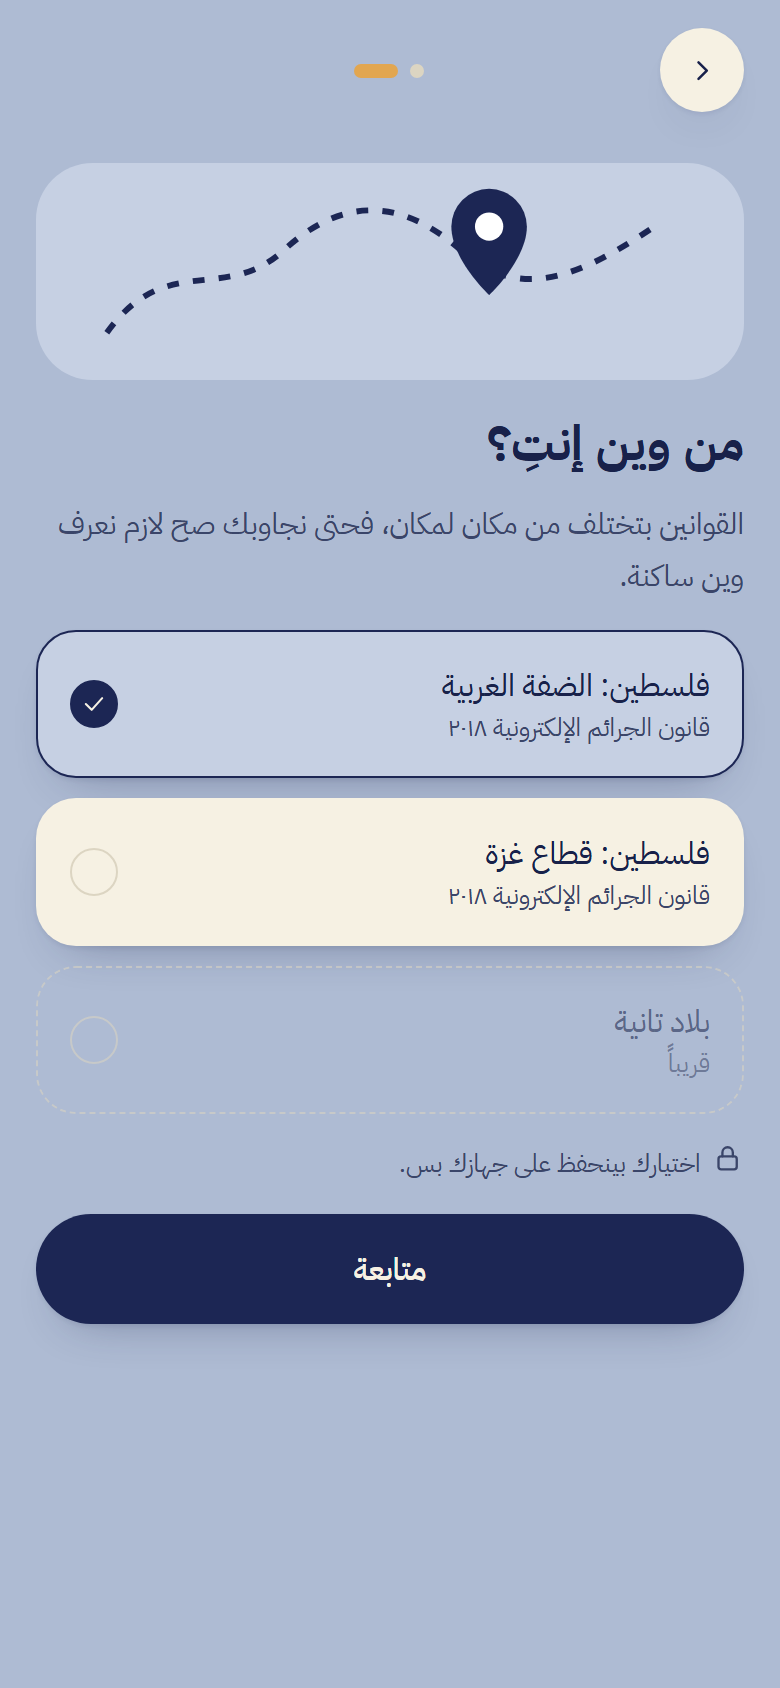 من وين إنتِ؟
القوانين بتختلف من مكان لمكان، فحتى نجاوبك صح لازم نعرف
وين ساكنة.
فلسطين: الضفة الغربية
قانون الجرائم الإلكترونية ٢٠١٨
فلسطين: قطاع غزة
قانون الجرائم الإلكترونية ٢٠١٨
بلاد تانية
قريباً
اختيارك بينحفظ على جهازك بس.
متابعة